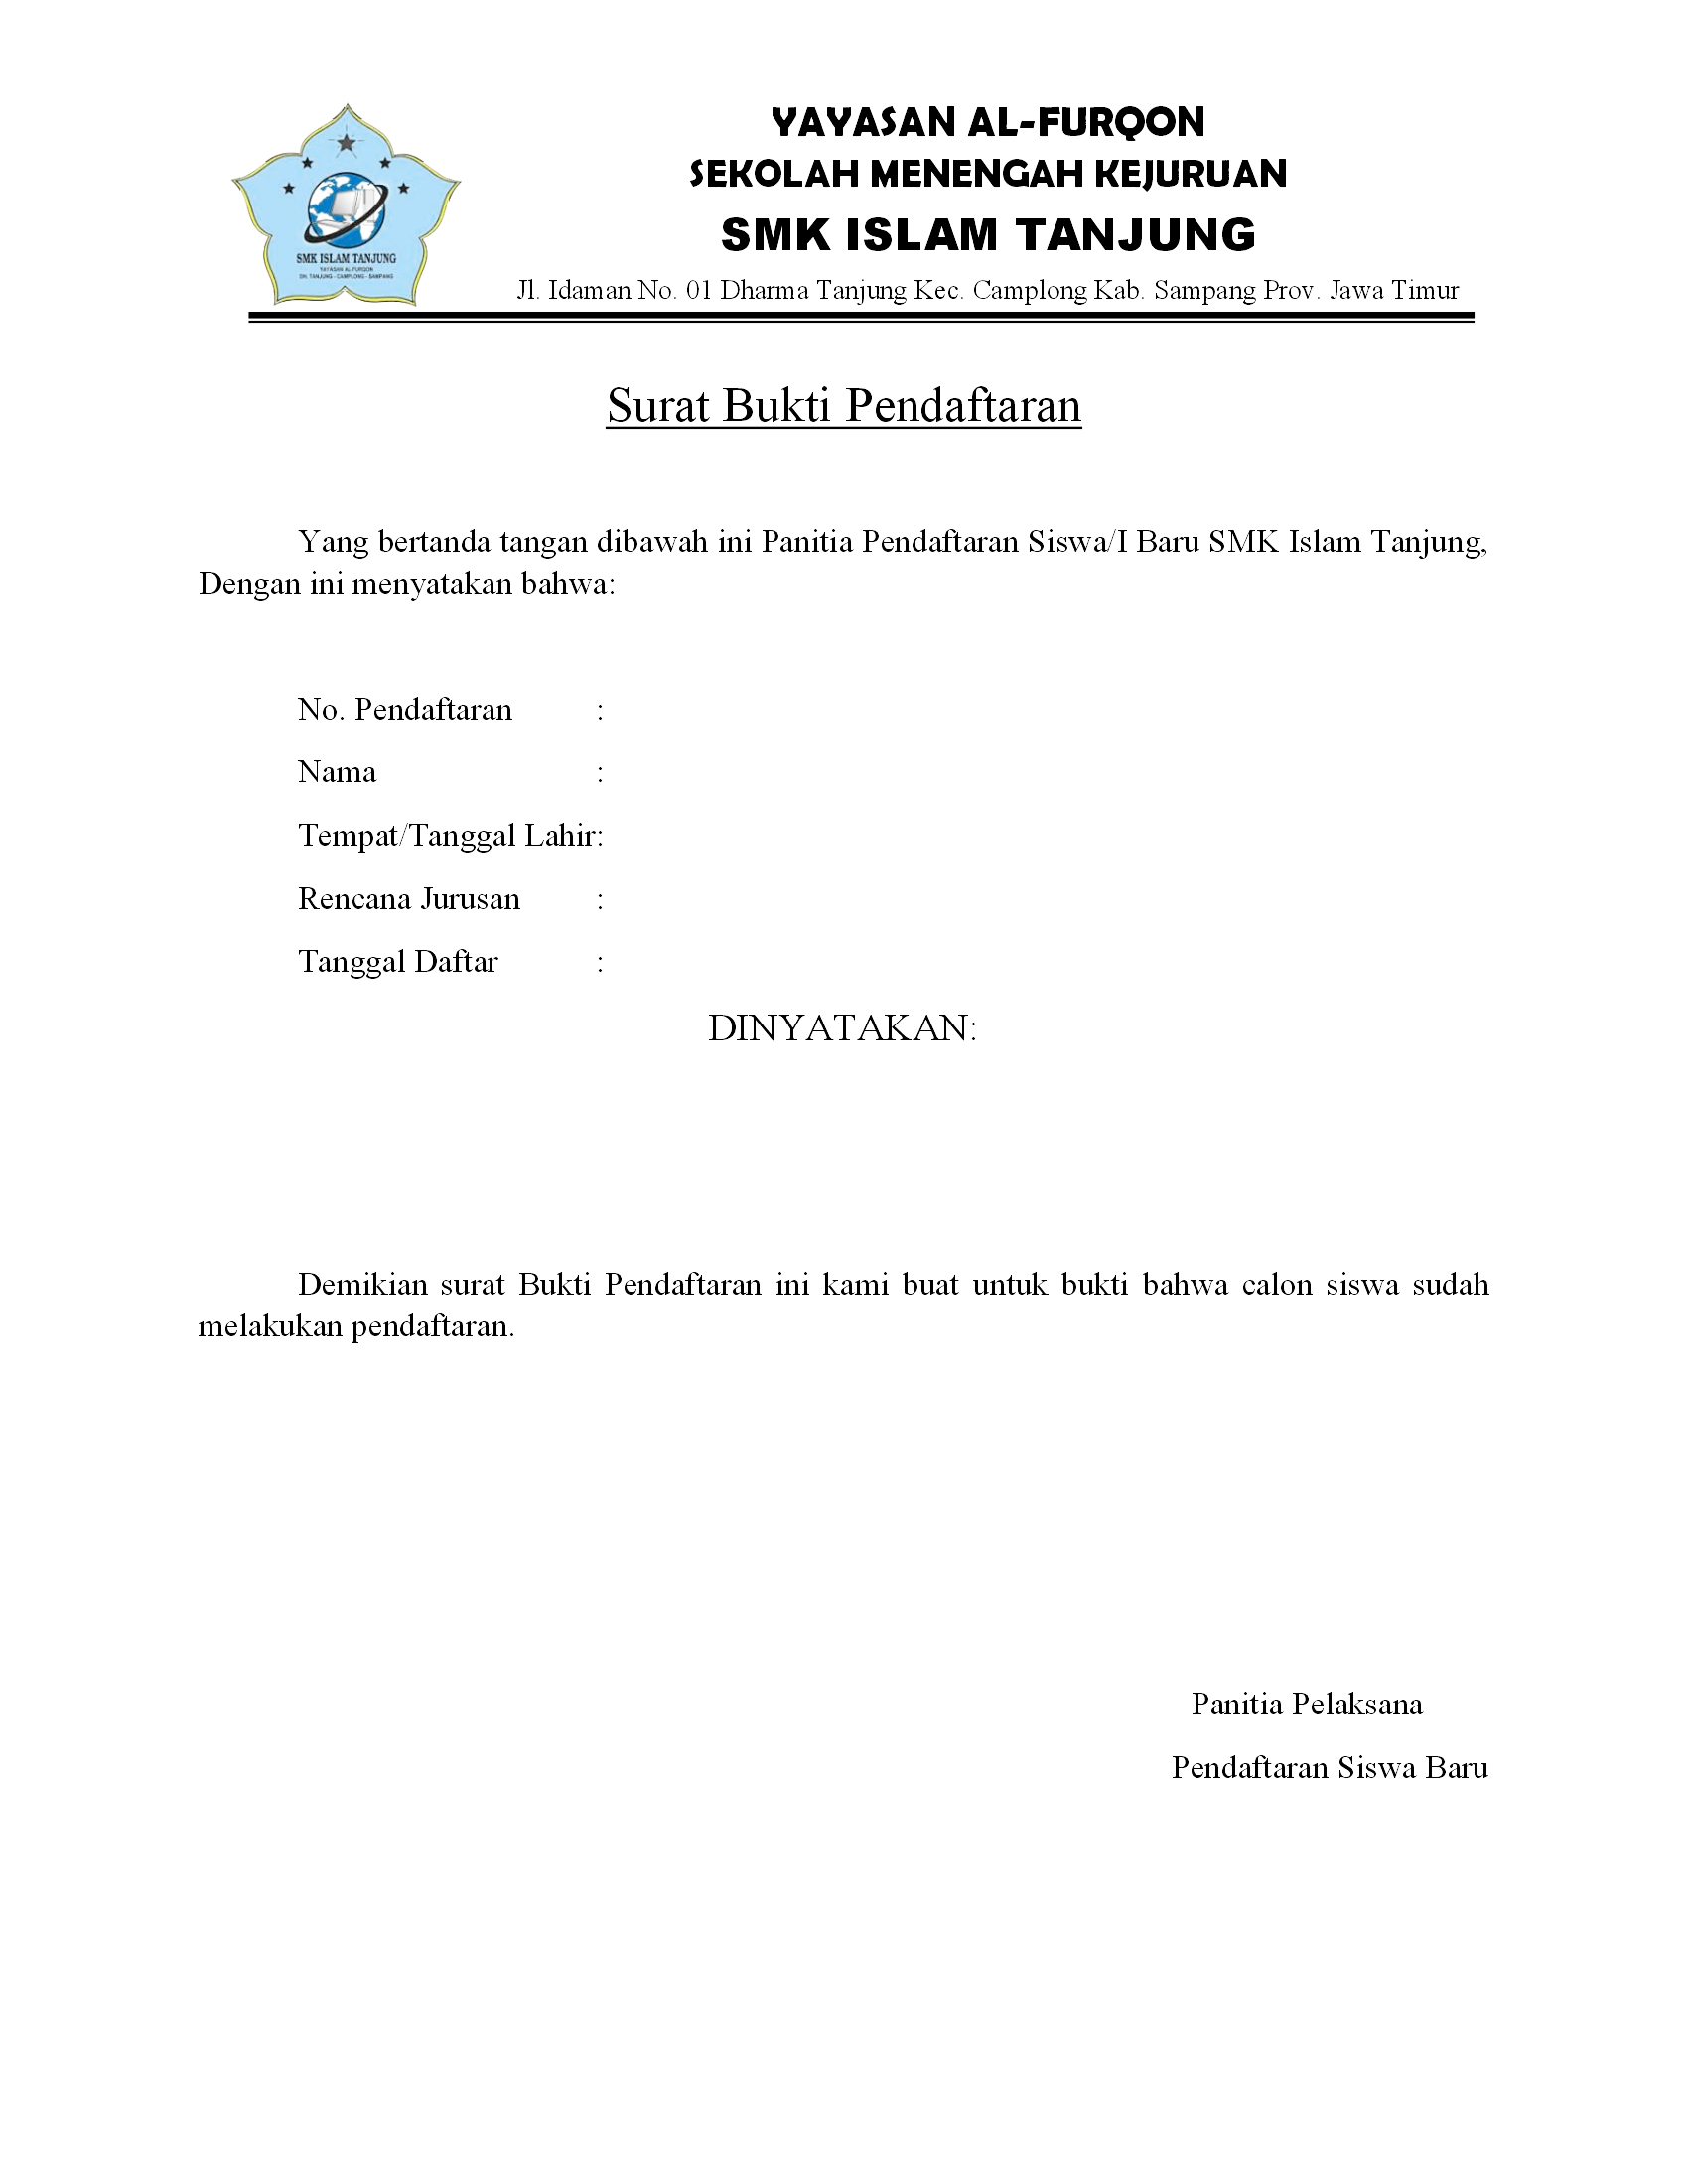 SMK ISLAM TANJUNG
YAYASAN AL-FURQON
DH. TANJUNG - CAMPLONG - SAMPANG
YAYASAN AL-FURQON
SEKOLAH MENENGAH KEJURUAN
SMK ISLAM TANJUNG
Jl. Idaman No. 01 Dharma Tanjung Kec. Camplong Kab. Sampang Prov. Jawa Timur
Surat Bukti Pendaftaran
Yang bertanda tangan dibawah ini Panitia Pendaftaran Siswa/I Baru SMK Islam Tanjung,
Dengan ini menyatakan bahwa:
No. Pendaftaran :
Nama :
Tempat/Tanggal Lahir:
Rencana Jurusan :
Tanggal Daftar :
DINYATAKAN:
Demikian surat Bukti Pendaftaran ini kami buat untuk bukti bahwa calon siswa sudah
melakukan pendaftaran.
Panitia Pelaksana
Pendaftaran Siswa Baru